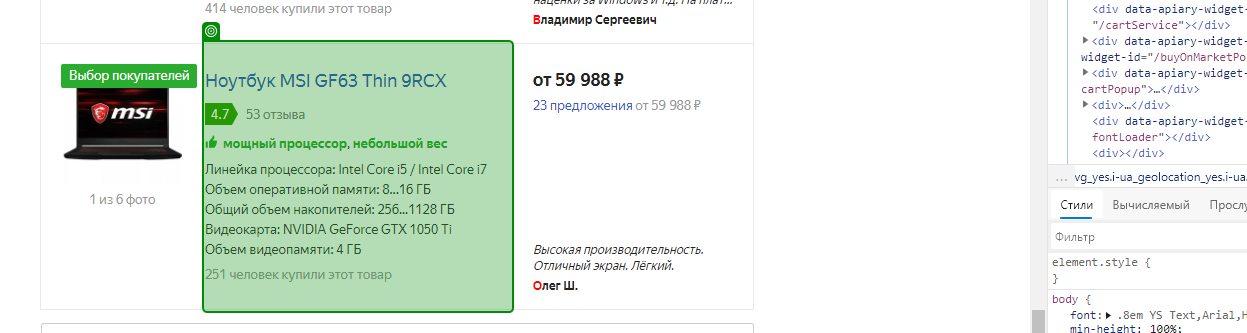 414 человек купили этот товар
наценки за Windows и т.д. На плат...
Владимир Сергеевич
Выбор покупателей
msi
1 из 6 фото
Ноутбук MSI GF63 Thin 9RCX
4.7 53 отзыва
мощный процессор, небольшой вес
Линейка процессора: Intel Core i5 / Intel Core i7
Объем оперативной памяти: 8...16 ГБ
Общий объем накопителей: 256...1128 ГБ
Видеокарта: NVIDIA GeForce GTX 1050 Ti
Объем видеопамяти: 4 ГБ
251 человек купили этот товар
от 59 988 ₽
23 предложения от 59 988 ₽
Высокая производительность.
Отличный экран. Лёгкий.
Олег Ш.
<div data-apiary-widget-
"/cartService"></div>
<div data-apiary-widget-
widget-id="/buyOnMarketPo
<div data-apiary-widget-
cartPopup">…</div>
<div>…</div>
<div data-apiary-widget-
fontLoader"></div>
<div></div>
... vg_yes.i-ua_geolocation_yes.i-ua.
Стили Вычисляемый Прослу
Фильтр
element.style {
}
body {
font: .8em YS Text,Arial,H
min-height: 100%;